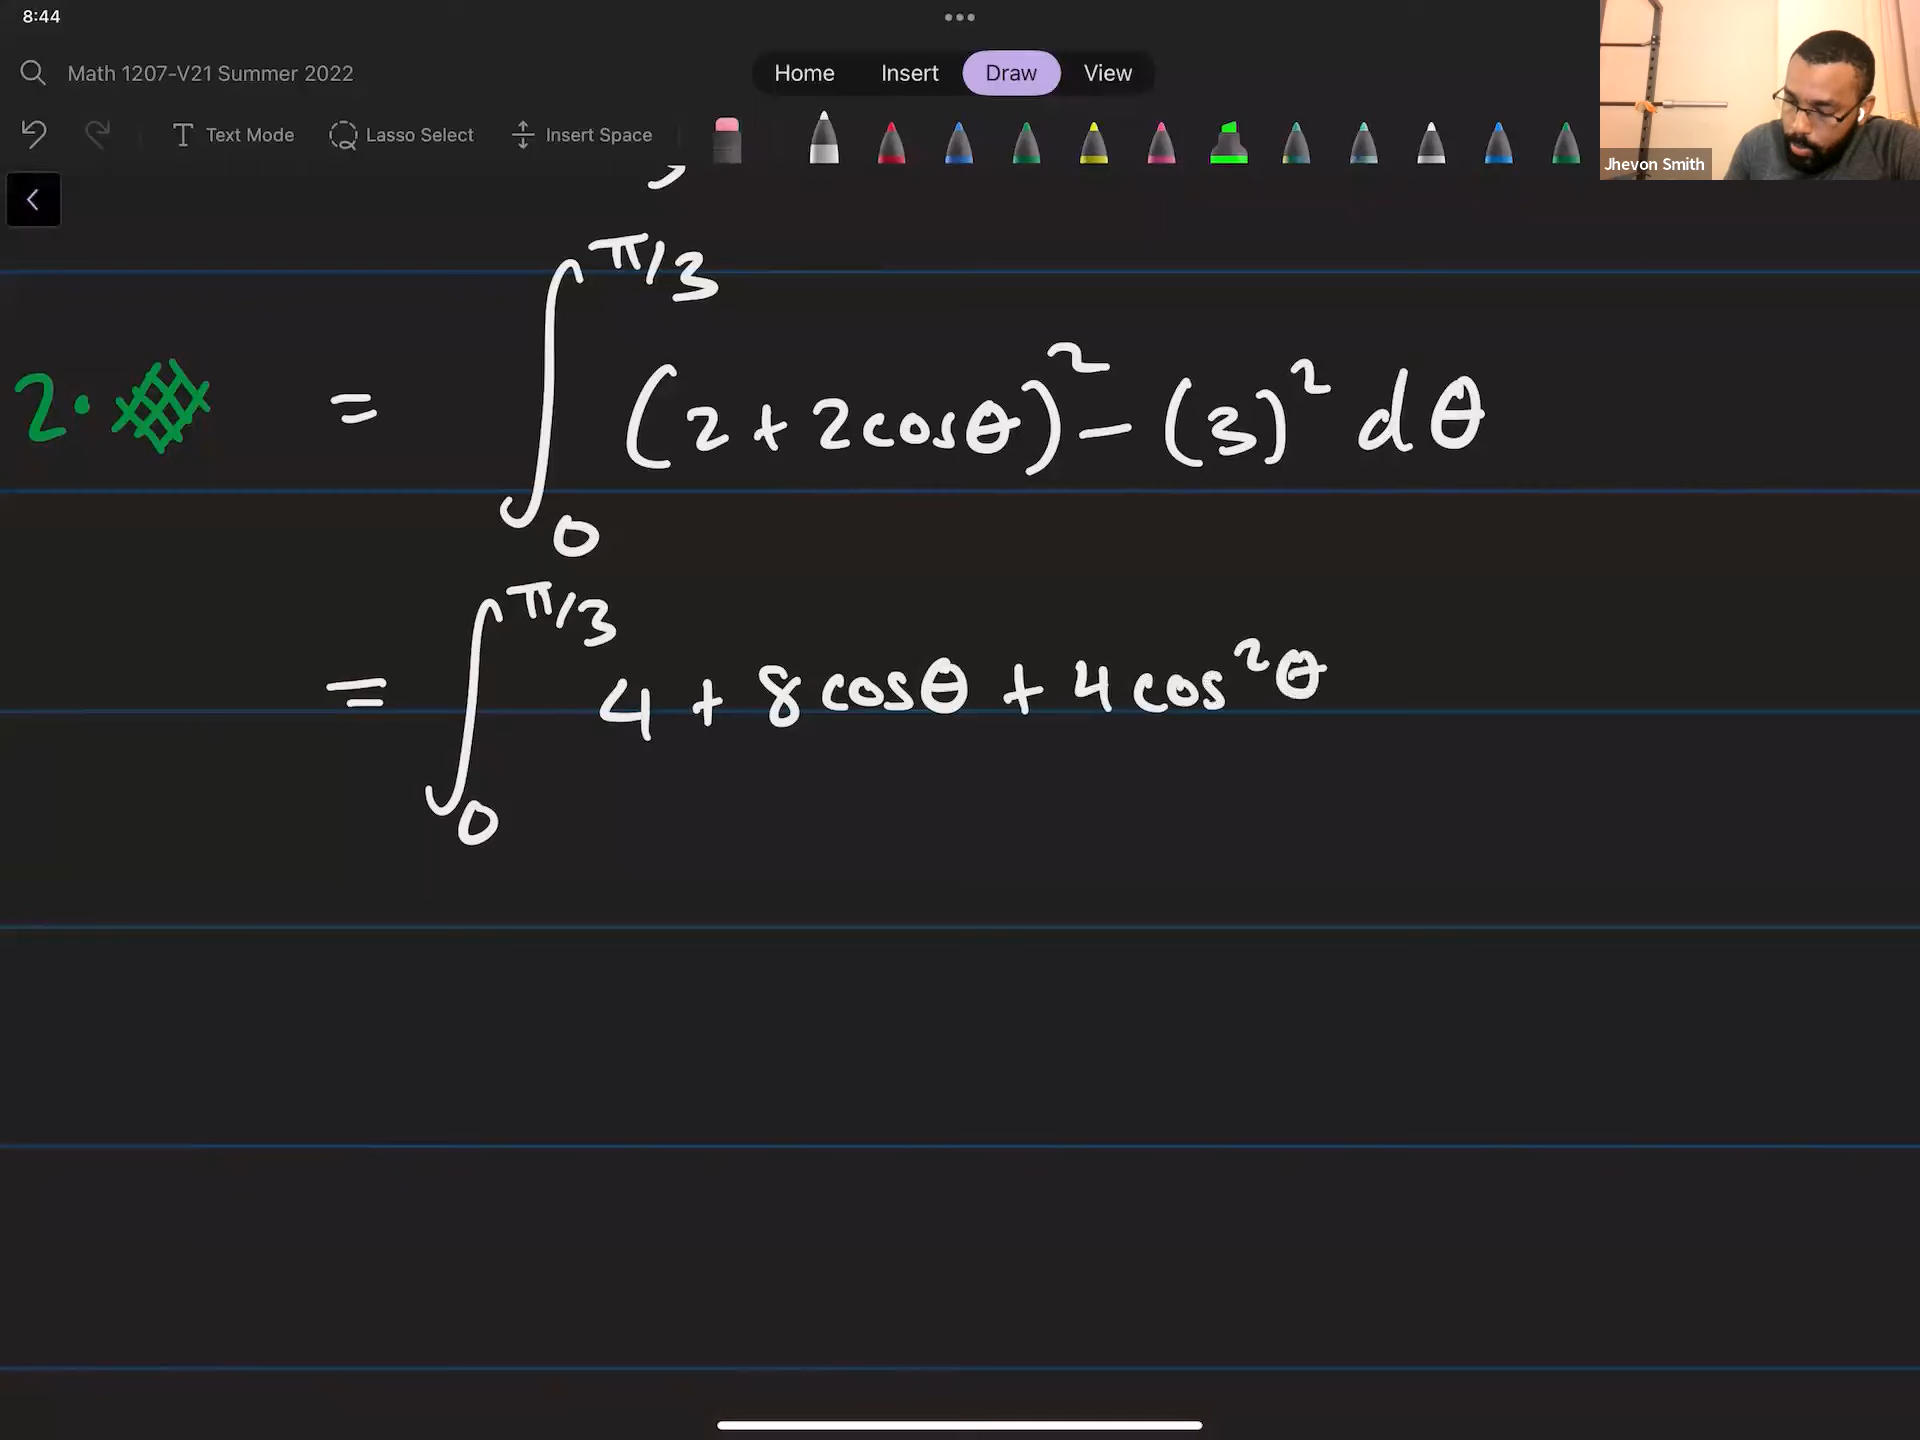 8:44
Math 1207-V21 Summer 2022
Home Insert Draw View
Text Mode Lasso Select Insert Space
Jhevon Smith
2· = ∫₀^π/3 (2 + 2cosθ)² − (3)² dθ
= ∫₀^π/3 4 + 8cosθ + 4cos²θ